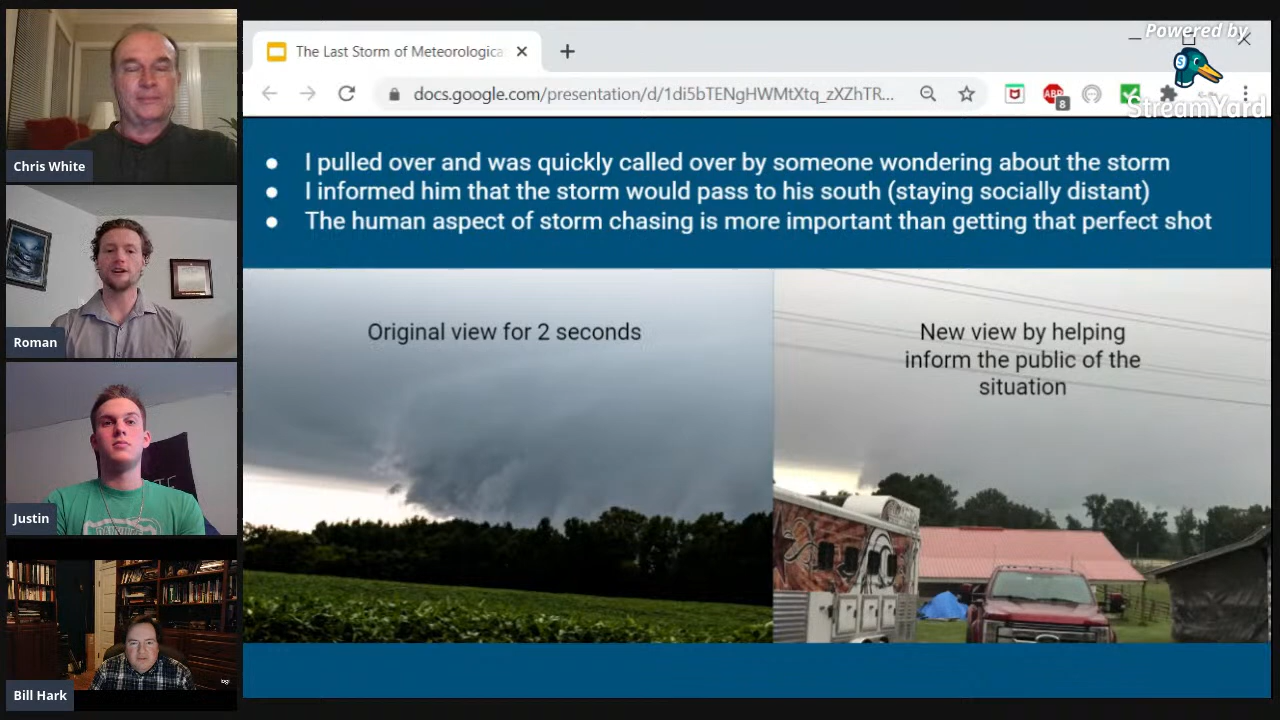 Powered by
StreamYard
The Last Storm of Meteorologica
docs.google.com/presentation/d/1di5bTENgHWMtXtq_zXZhTR...
ABP
8
● I pulled over and was quickly called over by someone wondering about the storm
● I informed him that the storm would pass to his south (staying socially distant)
● The human aspect of storm chasing is more important than getting that perfect shot
Original view for 2 seconds
New view by helping
inform the public of the
situation
Chris White
Roman
Justin
Bill Hark